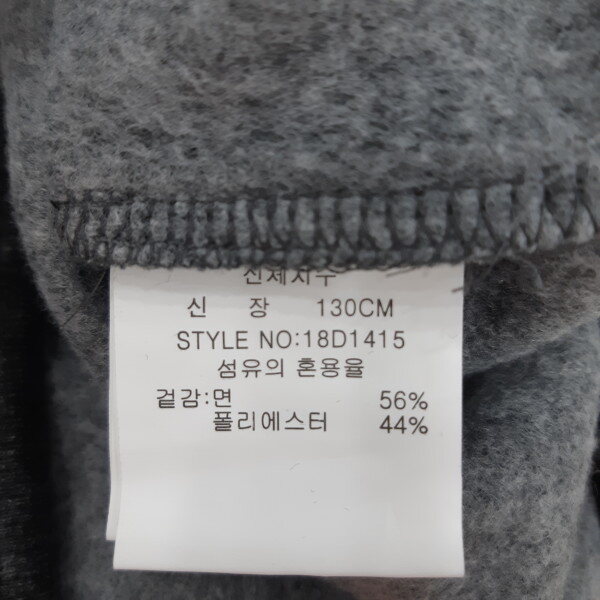 신체치수
신 장 130CM
STYLE NO:18D1415
섬유의 혼용율
겉감:면 56%
폴리에스터 44%